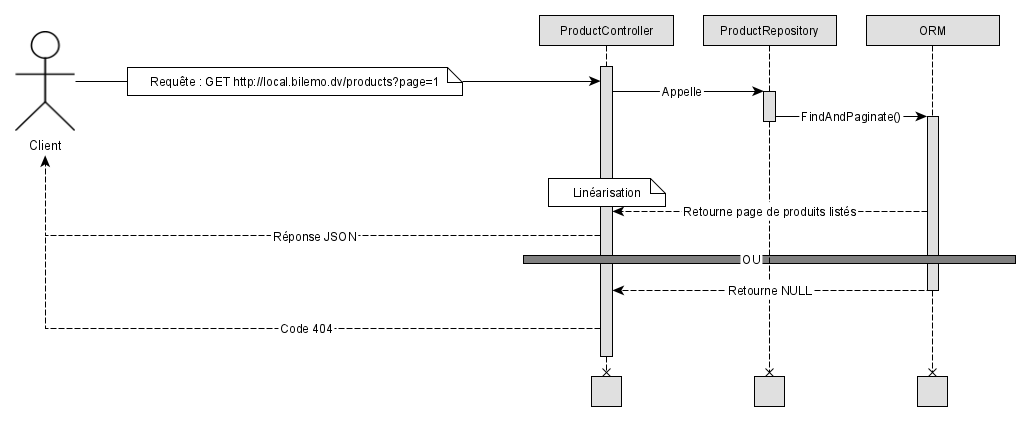 ProductController
ProductRepository
ORM
Requête : GET http://local.bilemo.dv/products?page=1
Appelle
FindAndPaginate()
Client
Linéarisation
Retourne page de produits listés
Réponse JSON
OU
Retourne NULL
Code 404